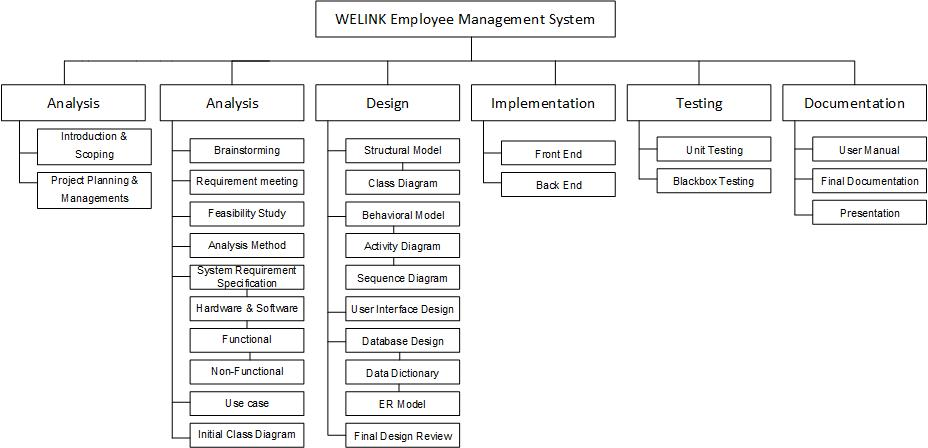 WELINK Employee Management System
Analysis
Introduction &
Scoping
Project Planning &
Managements
Analysis
Brainstorming
Requirement meeting
Feasibility Study
Analysis Method
System Requirement
Specification
Hardware & Software
Functional
Non-Functional
Use case
Initial Class Diagram
Design
Structural Model
Class Diagram
Behavioral Model
Activity Diagram
Sequence Diagram
User Interface Design
Database Design
Data Dictionary
ER Model
Final Design Review
Implementation
Front End
Back End
Testing
Unit Testing
Blackbox Testing
Documentation
User Manual
Final Documentation
Presentation